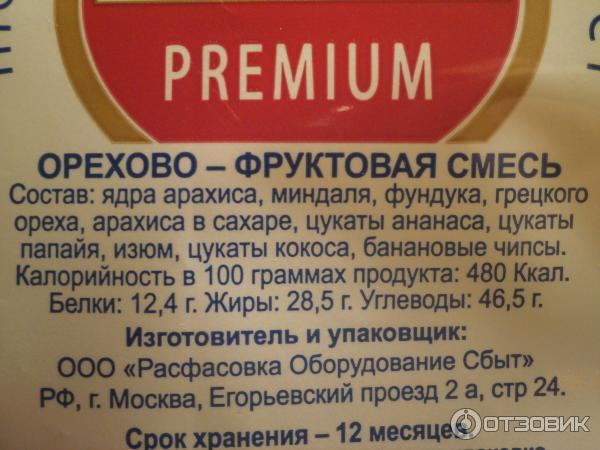 PREMIUM
ОРЕХОВО – ФРУКТОВАЯ СМЕСЬ
Состав: ядра арахиса, миндаля, фундука, грецкого
ореха, арахиса в сахаре, цукаты ананаса, цукаты
папайя, изюм, цукаты кокоса, банановые чипсы.
Калорийность в 100 граммах продукта: 480 Ккал.
Белки: 12,4 г. Жиры: 28,5 г. Углеводы: 46,5 г.
Изготовитель и упаковщик:
ООО «Расфасовка Оборудование Сбыт»
РФ, г. Москва, Егорьевский проезд 2 а, стр 24.
Срок хранения – 12 месяцев
ОТЗОВИК